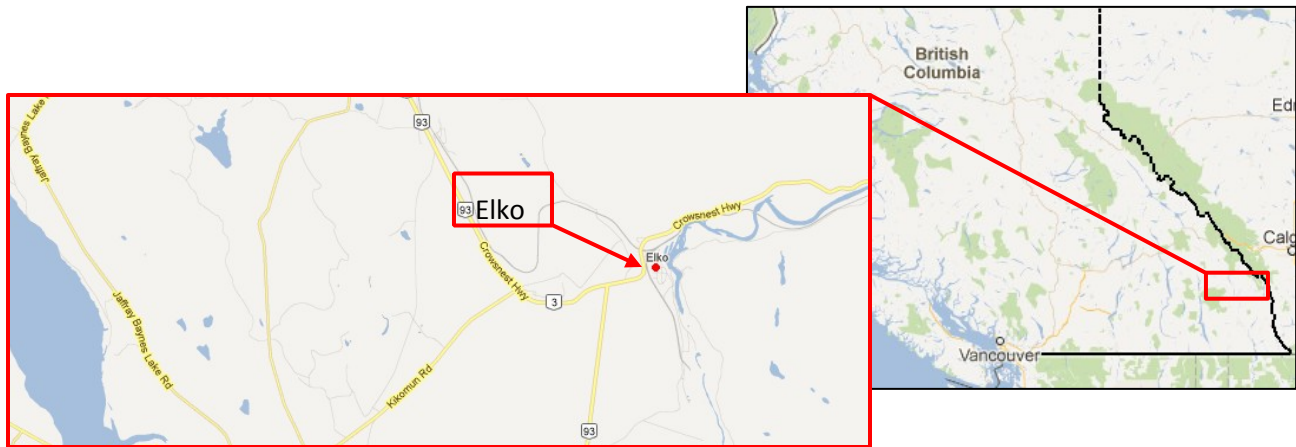 British
Columbia
Edm
Calg
Vancouver
Jaffray Baynes Lake
93
93
Elko
Crowsnest Hwy
Elko
Crowsnest Hwy
3
Jaffray Baynes Lake Rd
Kikomun Rd
93